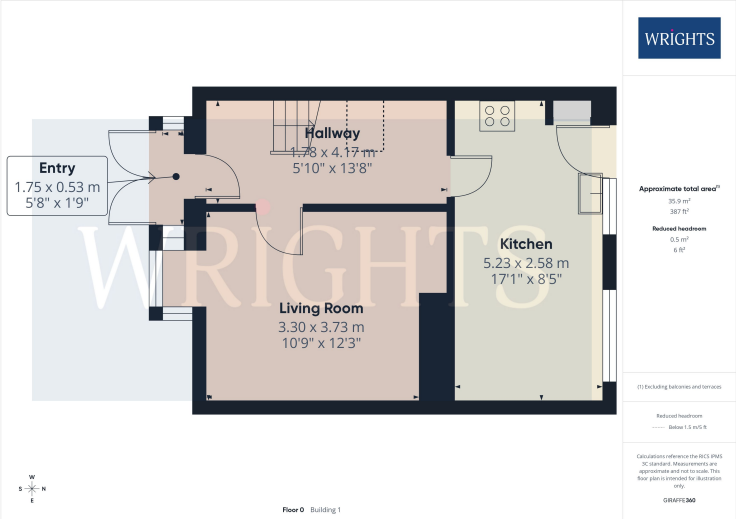 WRIGHTS
Hallway
1.78 x 4.17 m
5'10" x 13'8"
Entry
1.75 x 0.53 m
5'8" x 1'9"
Kitchen
5.23 x 2.58 m
17'1" x 8'5"
WRIGHTS
Living Room
3.30 x 3.73 m
10'9" x 12'3"
Approximate total area(1)
35.9 m²
387 ft²
Reduced headroom
0.5 m²
6 ft²
(1) Excluding balconies and terraces
Reduced headroom
Below 1.5 m/5 ft
Calculations reference the RICS IPMS
3C standard. Measurements are
approximate and not to scale. This
floor plan is intended for illustration
only.
GIRAFFE360
W
S N
E
Floor 0 Building 1